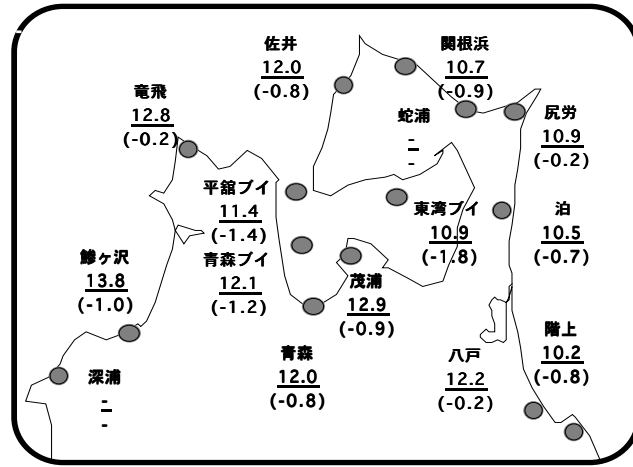 佐井
12.0
(-0.8)
関根浜
10.7
(-0.9)
竜飛
12.8
(-0.2)
蛇浦
-
-
尻労
10.9
(-0.2)
平舘ブイ
11.4
(-1.4)
東湾ブイ
10.9
(-1.8)
泊
10.5
(-0.7)
鰺ヶ沢
13.8
(-1.0)
青森ブイ
12.1
(-1.2)
茂浦
12.9
(-0.9)
深浦
-
-
青森
12.0
(-0.8)
八戸
12.2
(-0.2)
階上
10.2
(-0.8)